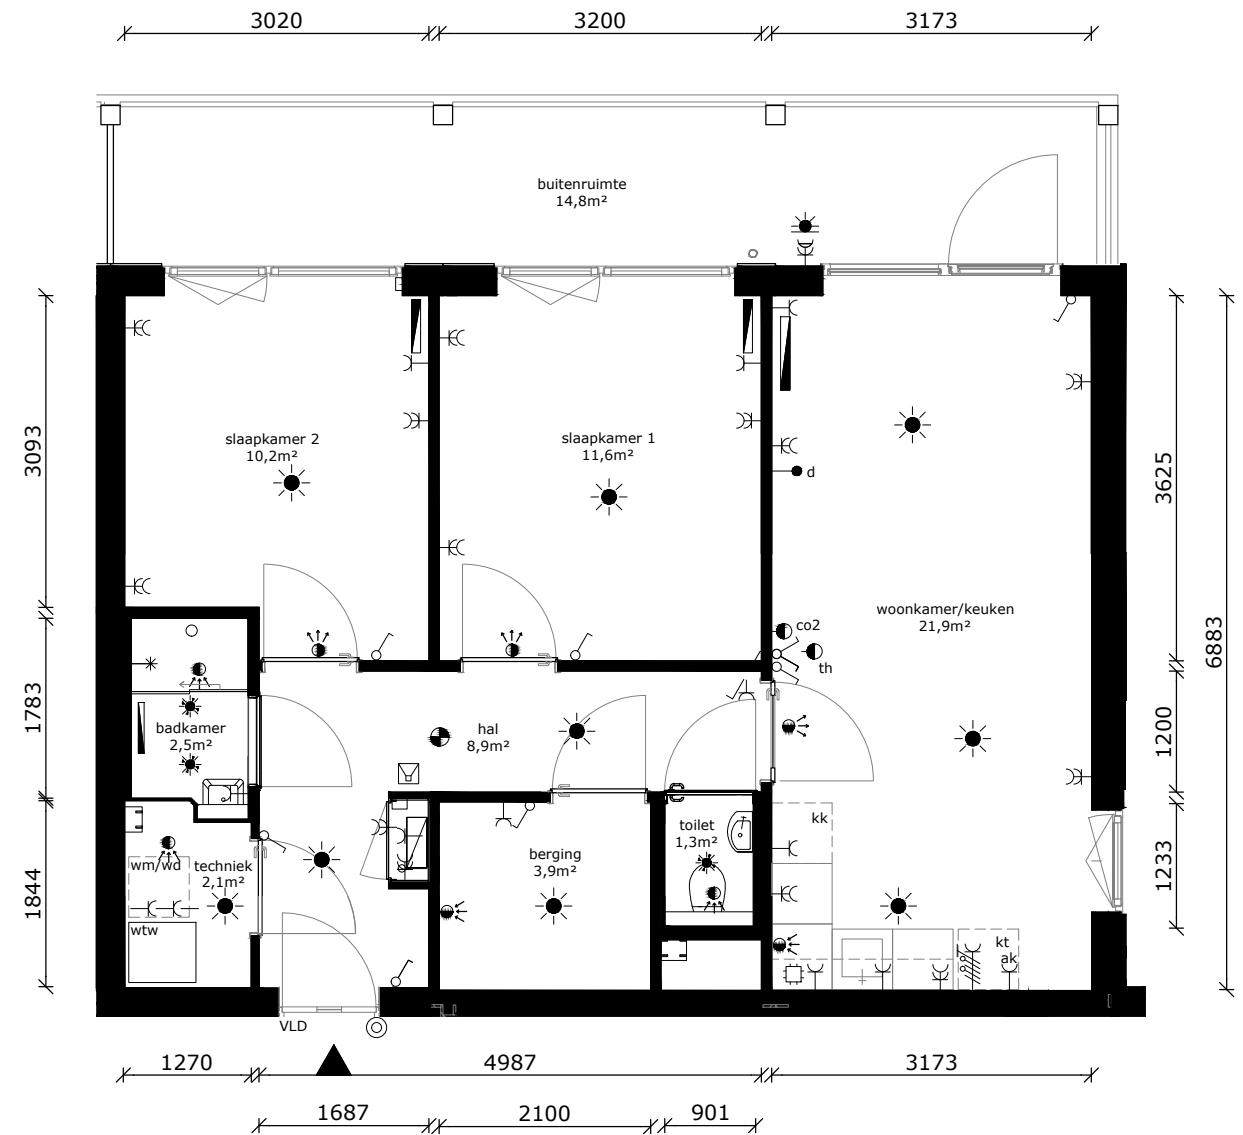 3020
3200
3173
buitenruimte
14,8m²
3093
slaapkamer 2
10,2m²
slaapkamer 1
11,6m²
d
3625
woonkamer/keuken
21,9m²
co2
th
6883
1783
badkamer
2,5m²
hal
8,9m²
1200
kk
toilet
1,3m²
berging
3,9m²
1844
wm/wd
techniek
2,1m²
wtw
1233
kt
ak
VLD
1270
4987
3173
1687
2100
901